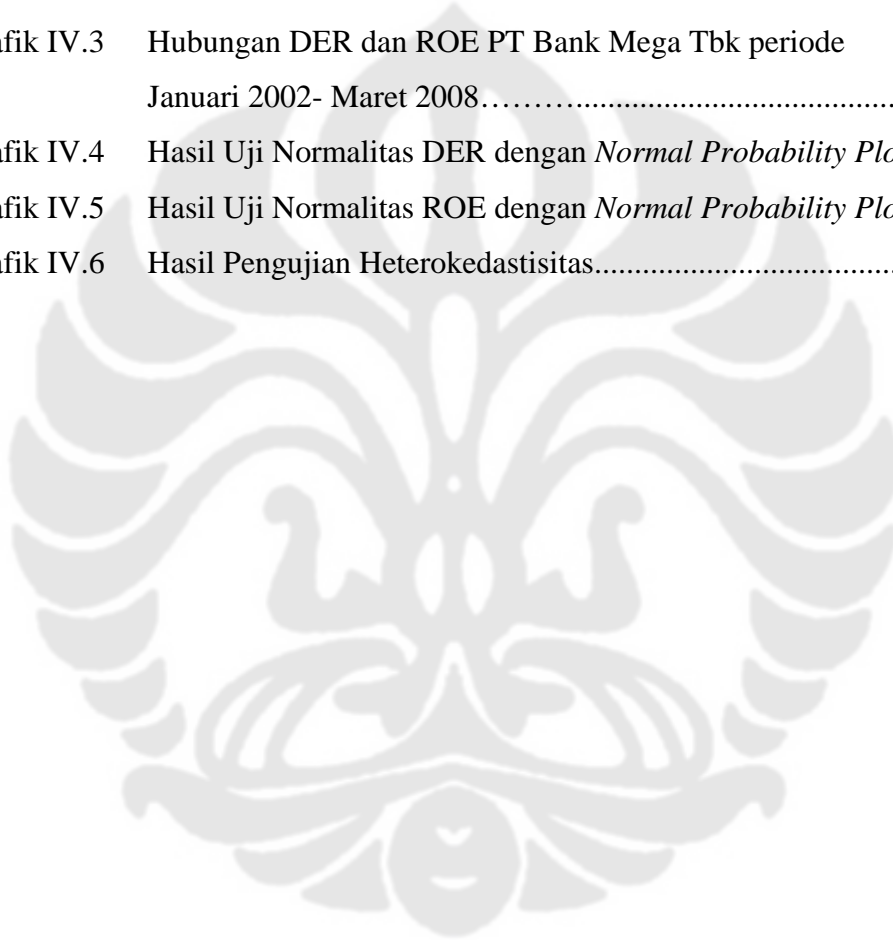 afik IV.3 Hubungan DER dan ROE PT Bank Mega Tbk periode
Januari 2002- Maret 2008………......................................
afik IV.4 Hasil Uji Normalitas DER dengan Normal Probability Plo
afik IV.5 Hasil Uji Normalitas ROE dengan Normal Probability Plo
afik IV.6 Hasil Pengujian Heterokedastisitas.....................................